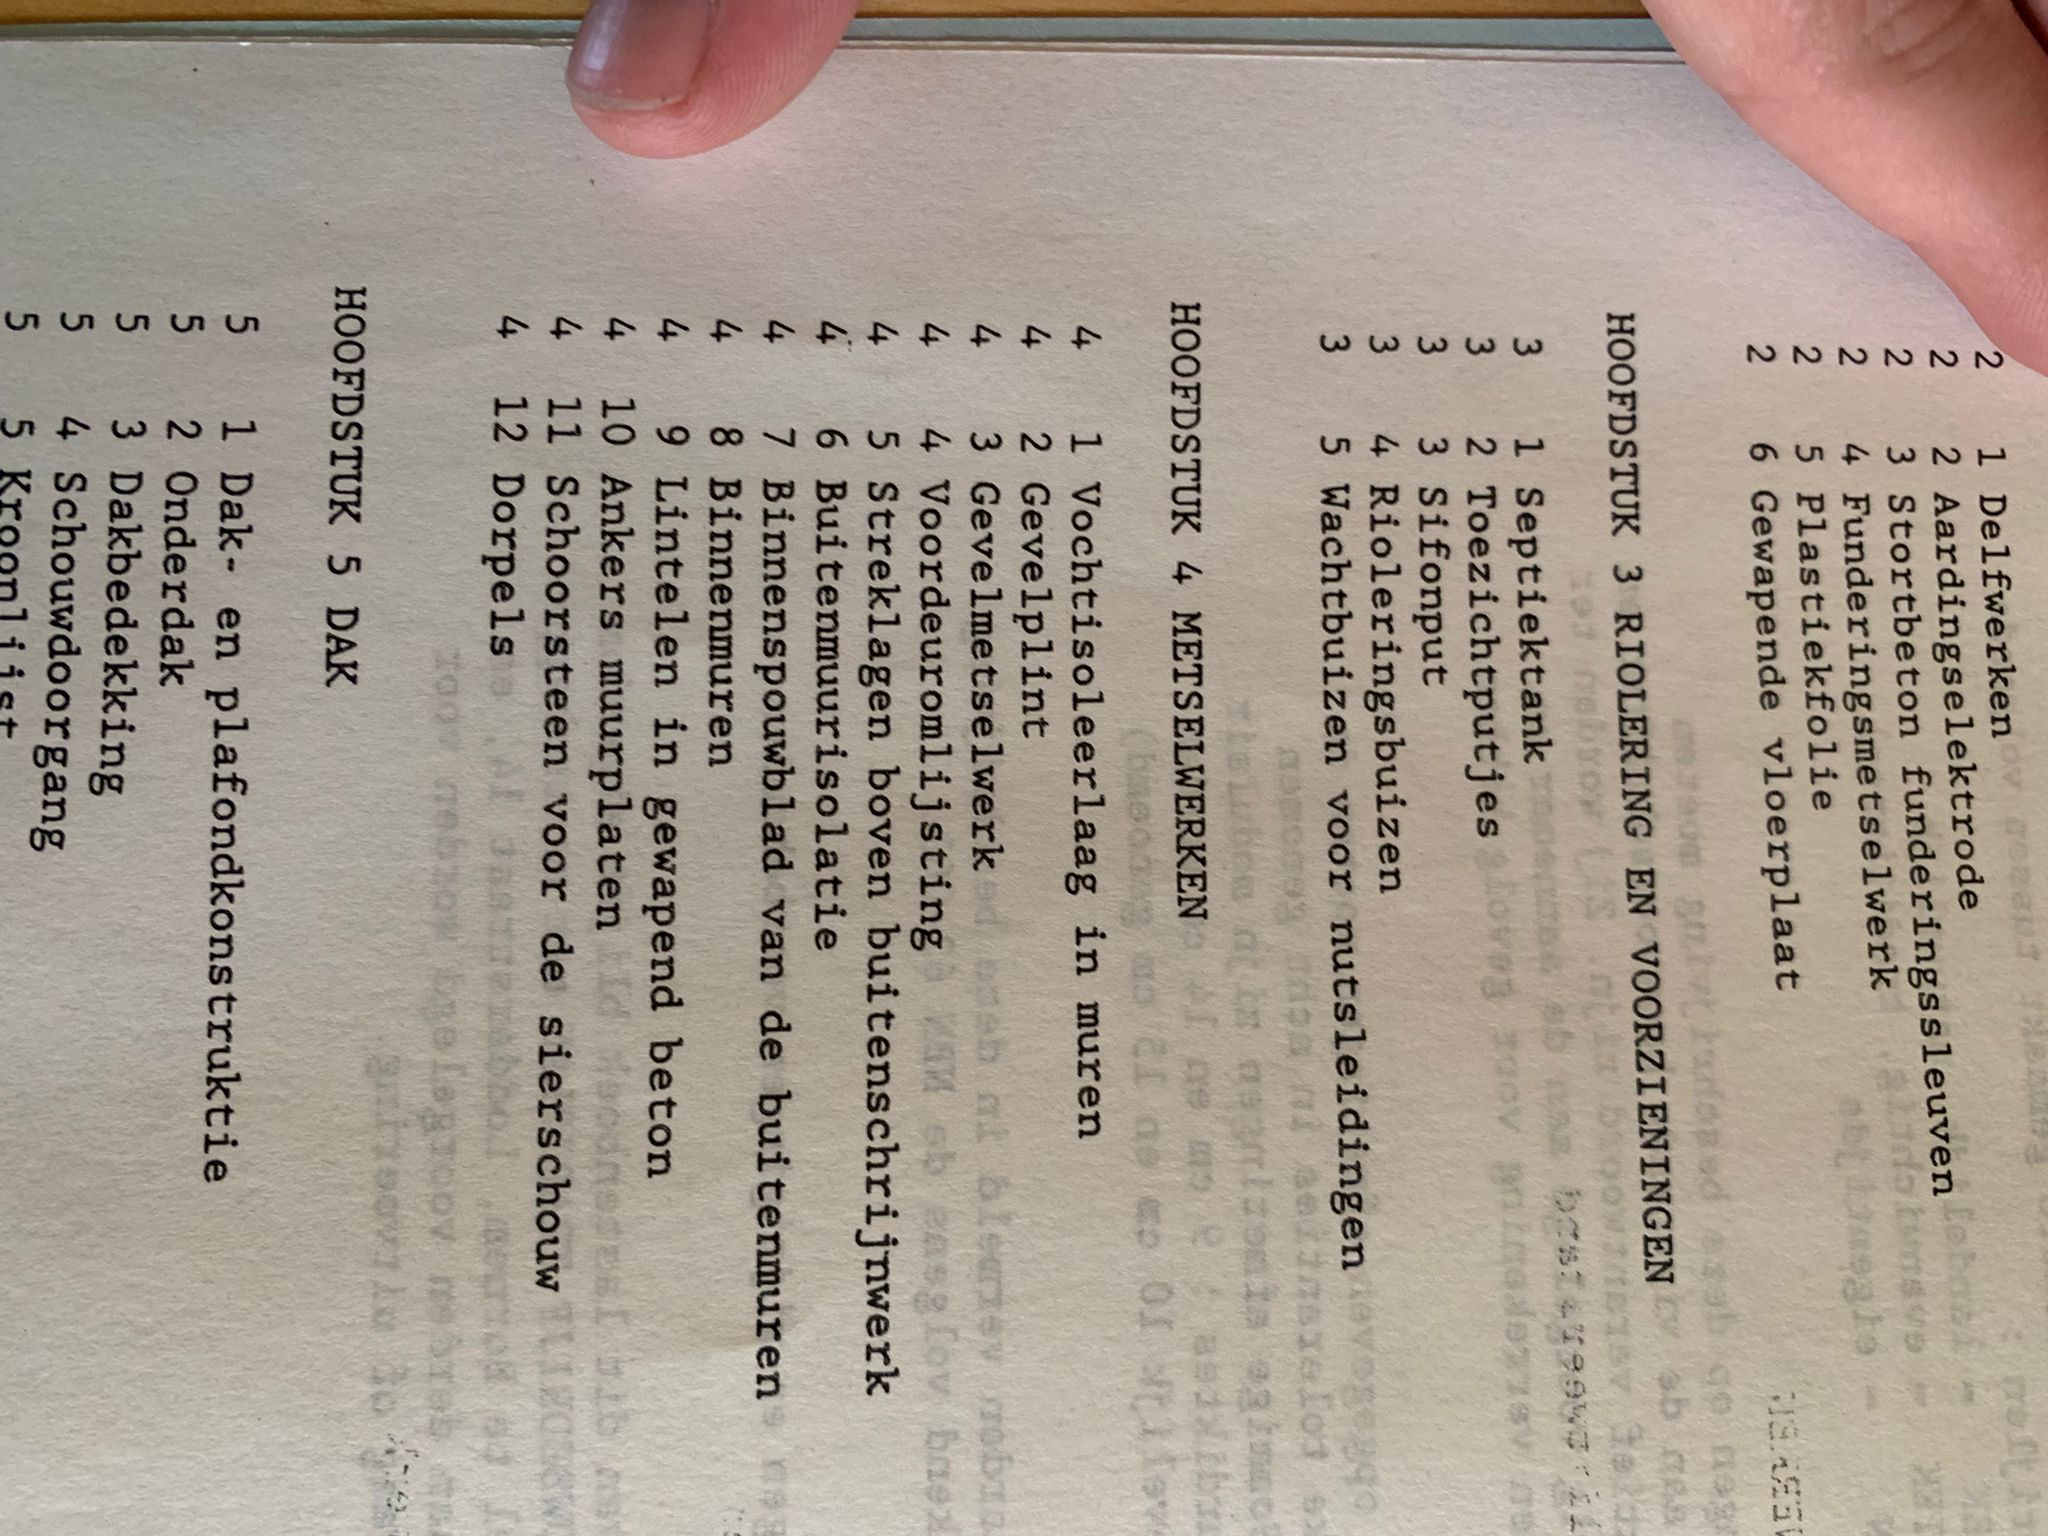 2 1 Delfwerken
2 2 Aardingselektrode
2 3 Stortbeton funderingssleuven
2 4 Funderingsmetselwerk
2 5 Plastiekfolie
2 6 Gewapende vloerplaat
HOOFDSTUK 3 RIOLERING EN VOORZIENINGEN
3 1 Septiektank
3 2 Toezichtputjes
3 3 Sifonput
3 4 Rioleringsbuizen
3 5 Wachtbuizen voor nutsleidingen
HOOFDSTUK 4 METSELWERKEN
4 1 Vochtisoleerlaag in muren
4 2 Gevelplint
4 3 Gevelmetselwerk
4 4 Voordeuromlijsting
4 5 Streklagen boven buitenschrijnwerk
4 6 Buitenmuurisolatie
4 7 Binnenspouwblad van de buitenmuren
4 8 Binnenmuren
4 9 Lintelen in gewapend beton
4 10 Ankers muurplaten
4 11 Schoorsteen voor de sierschouw
4 12 Dorpels
HOOFDSTUK 5 DAK
5 1 Dak- en plafondkonstruktie
5 2 Onderdak
5 3 Dakbedekking
5 4 Schouwdoorgang
5 5 Kroonlijst